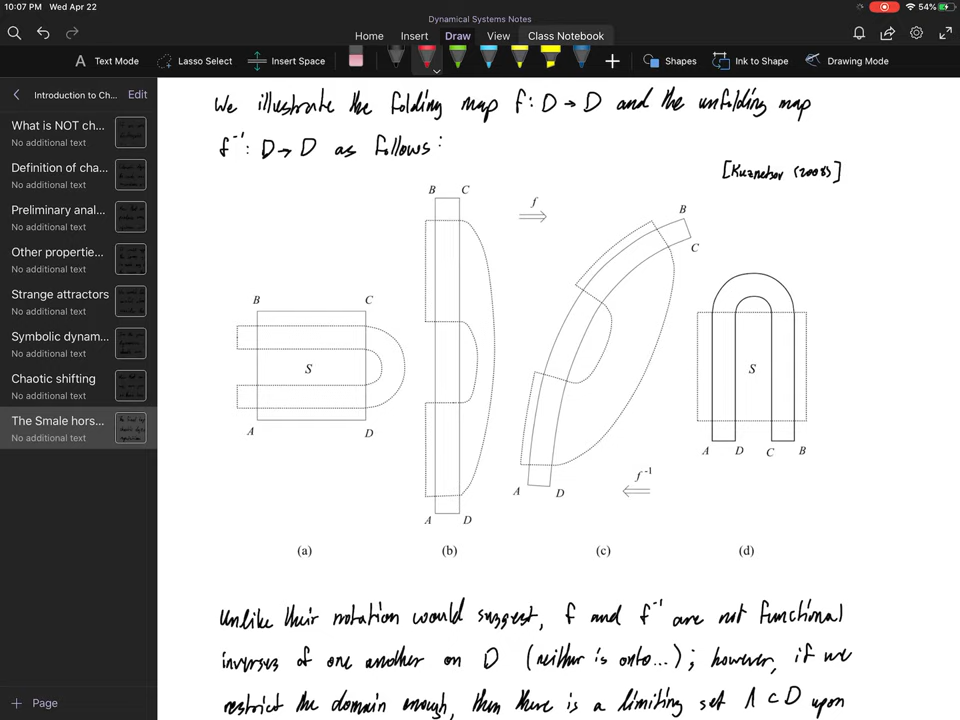 10:07 PM Wed Apr 22
54%
Dynamical Systems Notes
Home Insert Draw View Class Notebook
Text Mode Lasso Select Insert Space Shapes Ink to Shape Drawing Mode
Introduction to Ch... Edit
What is NOT ch...
No additional text
Definition of cha...
No additional text
Preliminary anal...
No additional text
Other propertie...
No additional text
Strange attractors
No additional text
Symbolic dynam...
No additional text
Chaotic shifting
No additional text
The Smale hors...
No additional text
Page
We illustrate the folding map f: D → D and the unfolding map
f⁻¹: D → D as follows:
[Kuznetsov (2008)]
B C
f
B
C
B C
S
A D
A D
A D
f⁻¹
S
A D C B
(a) (b) (c) (d)
Unlike their notation would suggest, f and f⁻¹ are not functional
inverses of one another on D (neither is onto...); however, if we
restrict the domain enough, then there is a limiting set Λ ⊂ D upon